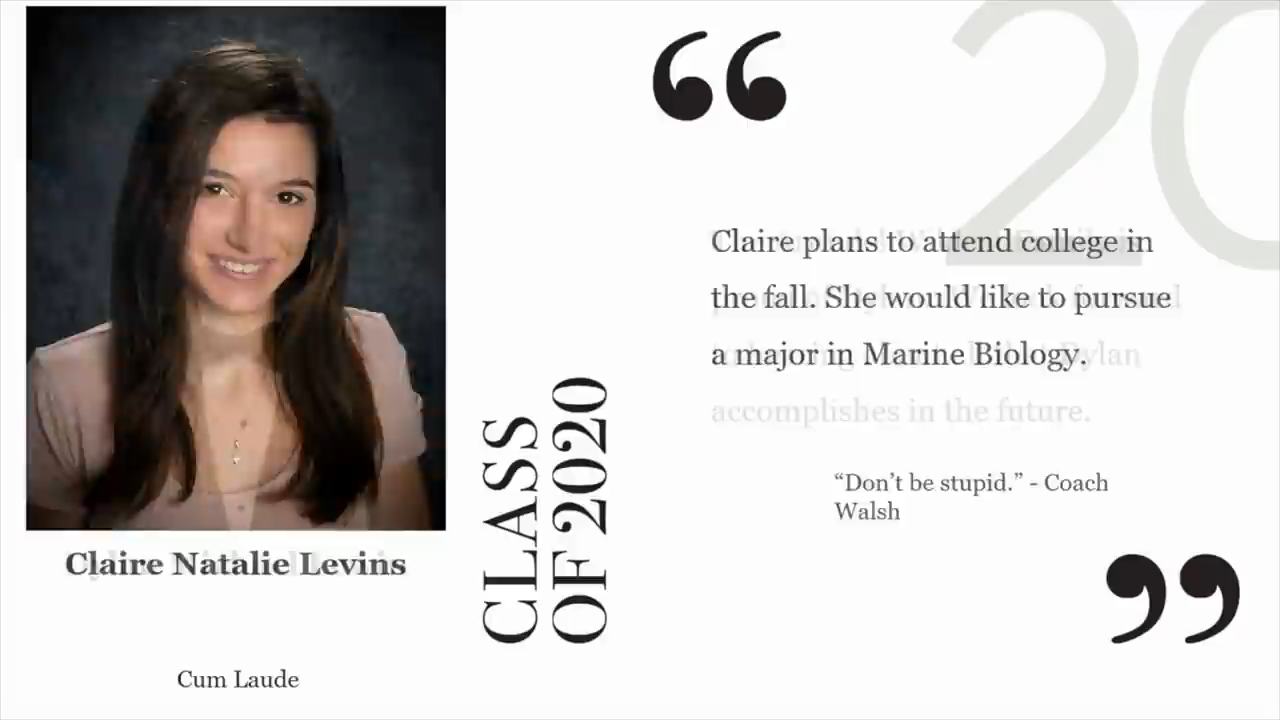 20
Claire plans to attend college in
the fall. She would like to pursue
a major in Marine Biology.
accomplishes in the future.
“Don’t be stupid.” - Coach
Walsh
CLASS
OF 2020
Claire Natalie Levins
Cum Laude